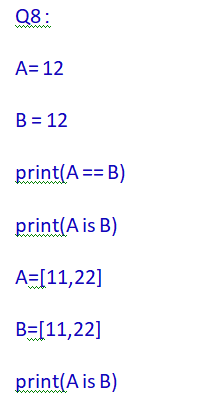 Q8 :
A= 12
B = 12
print(A == B)
print(A is B)
A=[11,22]
B=[11,22]
print(A is B)